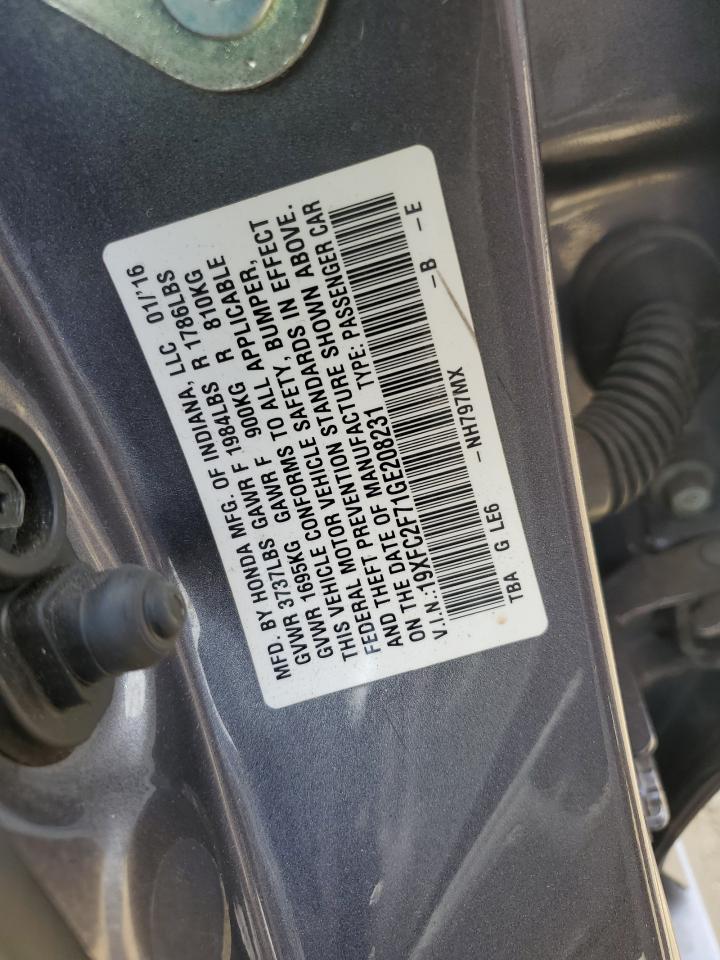 MFD. BY HONDA MFG. OF INDIANA, LLC 01/'16
GVWR 3737LBS GAWR F 1984LBS R 1786LBS
GVWR 1695KG GAWR F 900KG R 810KG
THIS VEHICLE CONFORMS TO ALL APPLICABLE
FEDERAL MOTOR VEHICLE SAFETY, BUMPER,
AND THEFT PREVENTION STANDARDS IN EFFECT
ON THE DATE OF MANUFACTURE SHOWN ABOVE.
V.I.N.:19XFC2F71GE208231 TYPE: PASSENGER CAR
TBA G LE6 -NH797MX -B -E